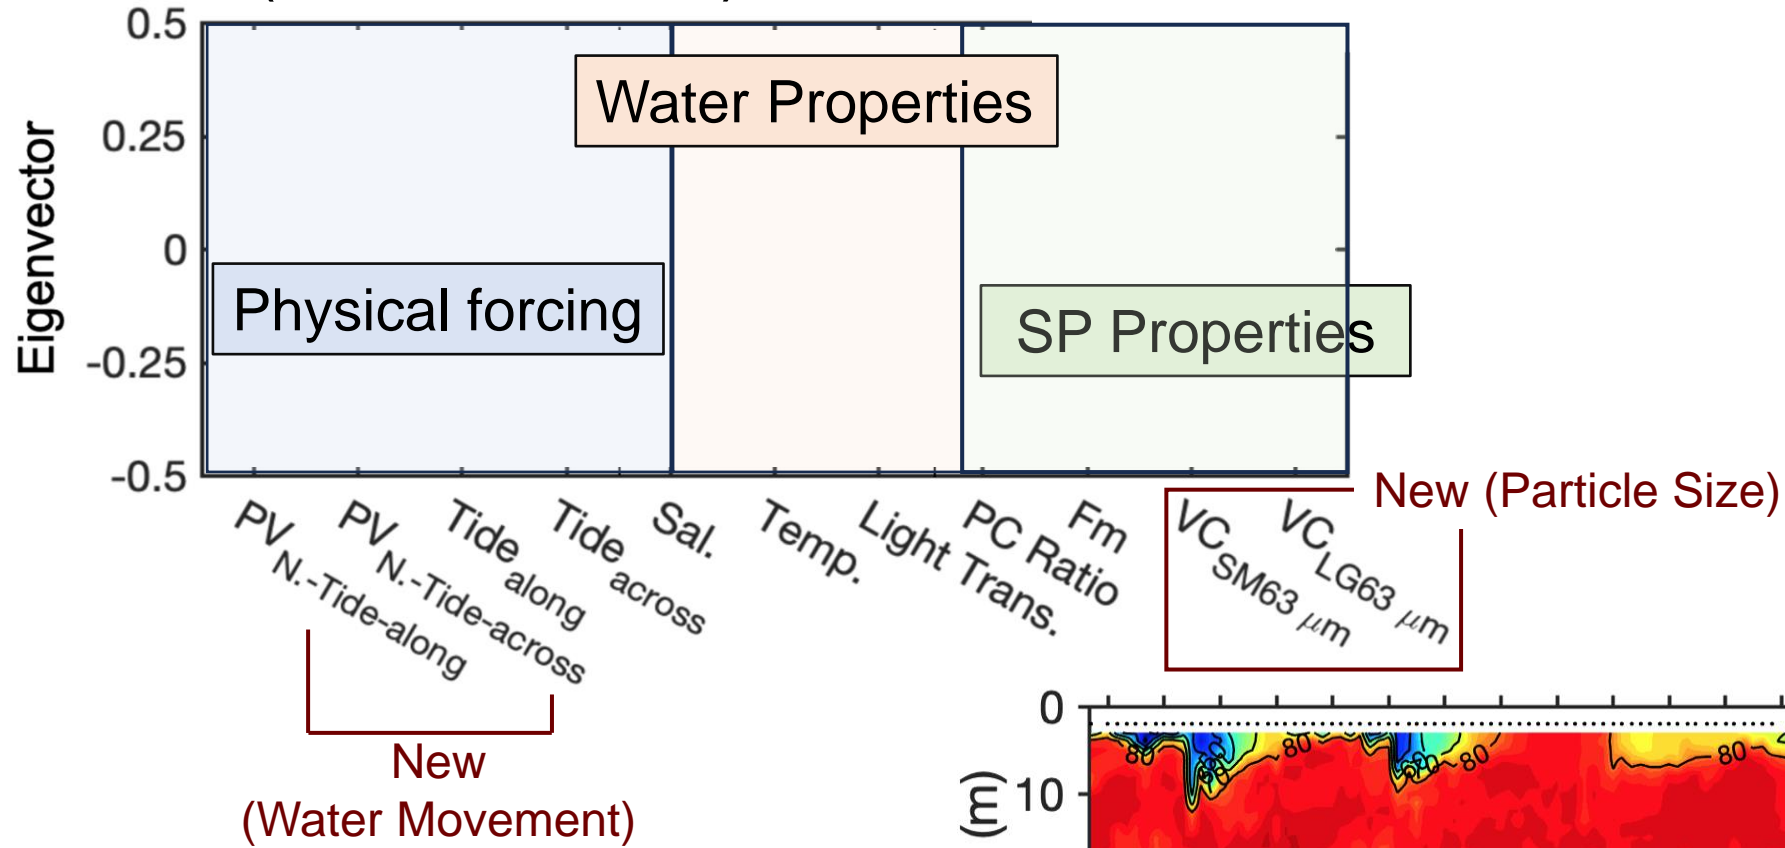 0.5
0.25
0
-0.25
-0.5
Eigenvector
Water Properties
Physical forcing
SP Properties
PV N.-Tide-along
PV N.-Tide-across
Tide along
Tide across
Sal.
Temp.
Light Trans.
PC Ratio
Fm
VC SM63 μm
VC LG63 μm
New (Particle Size)
New
(Water Movement)
0
10
(m)
80
80
80
80